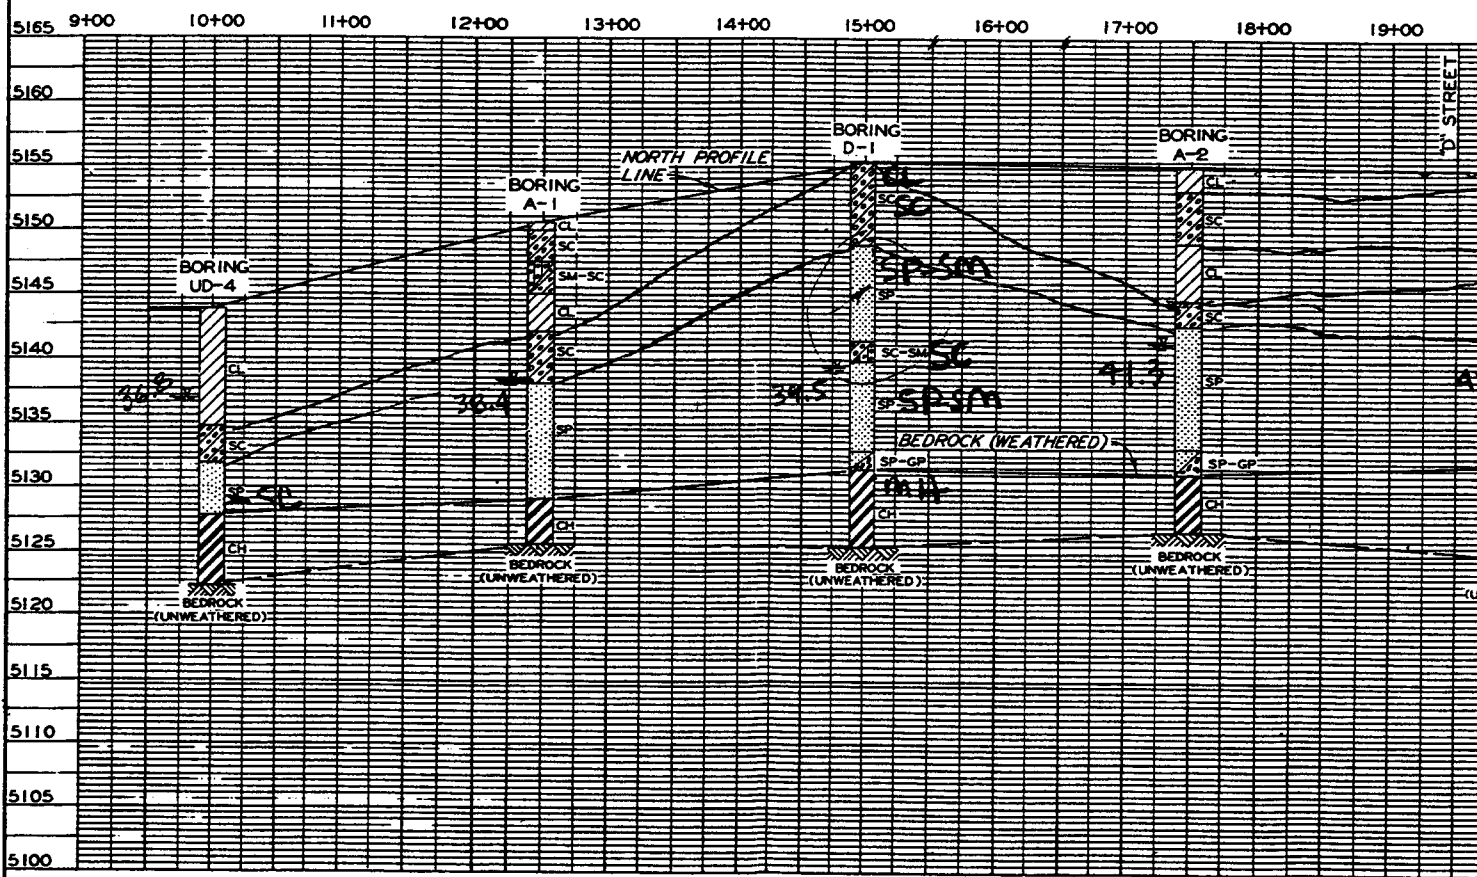 9+00 10+00 11+00 12+00 13+00 14+00 15+00 16+00 17+00 18+00 19+00
5165
5160
5155
5150
5145
5140
5135
5130
5125
5120
5115
5110
5105
5100
BORING
UD-4
CL
36.8
SC
SP-SC
CH
BEDROCK
(UNWEATHERED)
BORING
A-1
CL
SC
SM-SC
CL
SC
38.4
SP
CH
BEDROCK
(UNWEATHERED)
NORTH PROFILE
LINE
BORING
D-1
CL
SC SC
SP-SM
SP
SC-SM SC
39.5
SP SP-SM
SP-GP
MH
CH
BEDROCK
(UNWEATHERED)
BEDROCK (WEATHERED)
BORING
A-2
CL
SC
CL
SC
41.3
SP
SP-GP
CH
BEDROCK
(UNWEATHERED)
"D" STREET